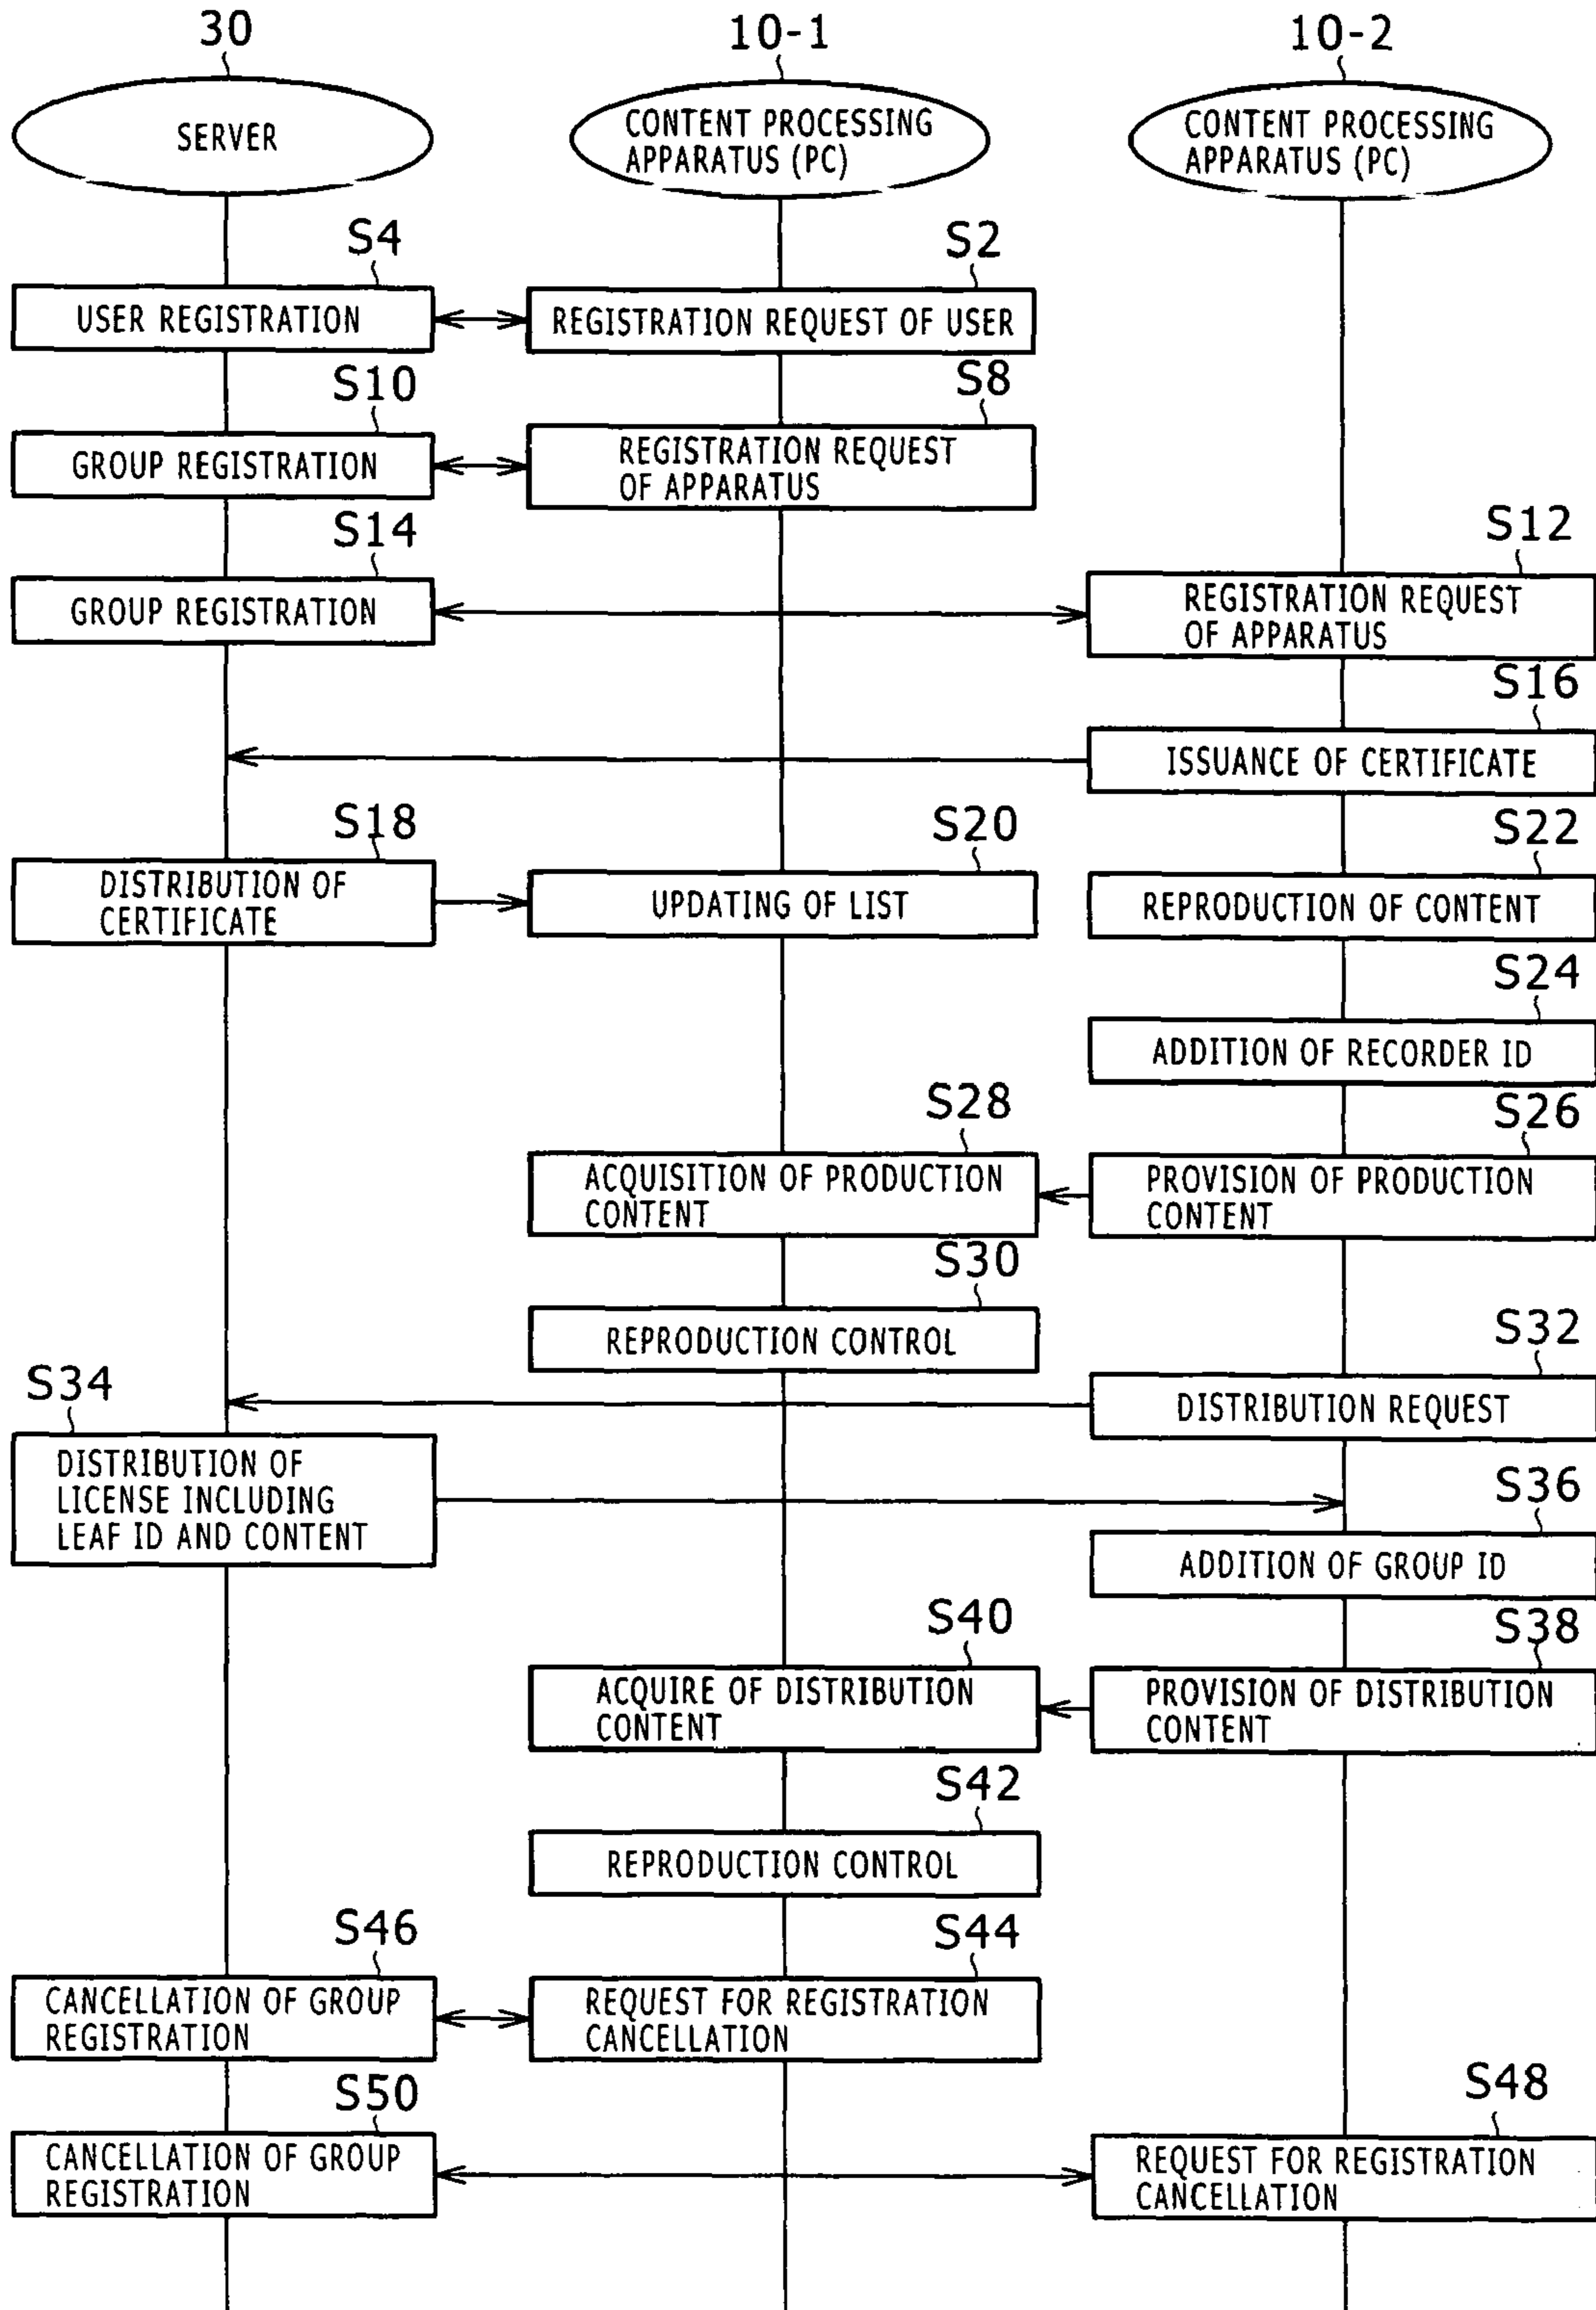 30
10-1
10-2
SERVER
CONTENT PROCESSING
APPARATUS (PC)
CONTENT PROCESSING
APPARATUS (PC)
S4
S2
USER REGISTRATION
REGISTRATION REQUEST OF USER
S10
S8
GROUP REGISTRATION
REGISTRATION REQUEST
OF APPARATUS
S14
S12
GROUP REGISTRATION
REGISTRATION REQUEST
OF APPARATUS
S16
ISSUANCE OF CERTIFICATE
S18
S20
S22
DISTRIBUTION OF
CERTIFICATE
UPDATING OF LIST
REPRODUCTION OF CONTENT
S24
ADDITION OF RECORDER ID
S28
S26
ACQUISITION OF PRODUCTION
CONTENT
PROVISION OF PRODUCTION
CONTENT
S30
REPRODUCTION CONTROL
S32
DISTRIBUTION REQUEST
S34
DISTRIBUTION OF
LICENSE INCLUDING
LEAF ID AND CONTENT
S36
ADDITION OF GROUP ID
S40
S38
ACQUIRE OF DISTRIBUTION
CONTENT
PROVISION OF DISTRIBUTION
CONTENT
S42
REPRODUCTION CONTROL
S46
S44
CANCELLATION OF GROUP
REGISTRATION
REQUEST FOR REGISTRATION
CANCELLATION
S50
S48
CANCELLATION OF GROUP
REGISTRATION
REQUEST FOR REGISTRATION
CANCELLATION